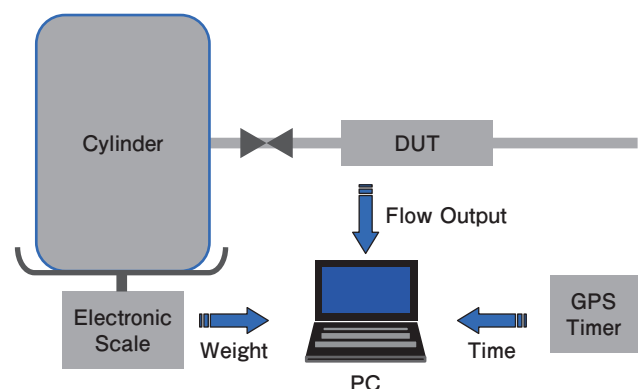 Cylinder
DUT
Flow Output
Electronic
Scale
Weight
Time
GPS
Timer
PC